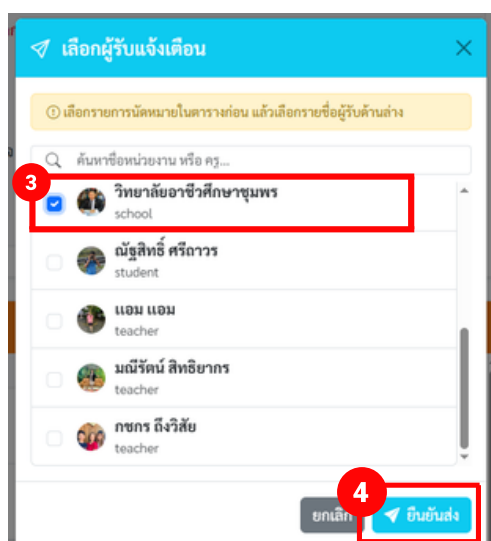 เลือกผู้รับแจ้งเตือน
เลือกรายการนัดหมายในตารางก่อน แล้วเลือกรายชื่อผู้รับด้านล่าง
ค้นหาชื่อหน่วยงาน หรือ ครู...
3
วิทยาลัยอาชีวศึกษาชุมพร
school
ณัฐสิทธิ์ ศรีถาวร
student
แอม แอม
teacher
มณีรัตน์ สิทธิยากร
teacher
กชกร ถึงวิสัย
teacher
4
ยกเลิก
ยืนยันส่ง